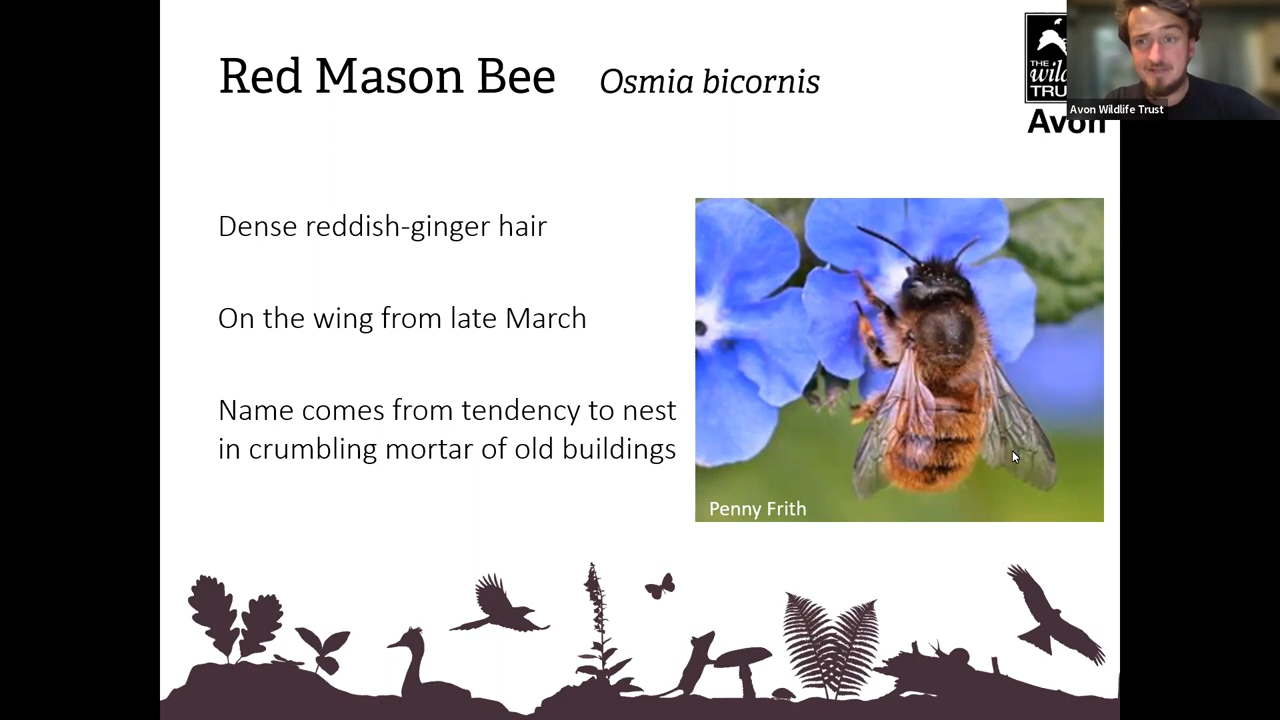 Red Mason Bee Osmia bicornis
THE
wild
TRU
Avon
Avon Wildlife Trust
Dense reddish-ginger hair
On the wing from late March
Name comes from tendency to nest
in crumbling mortar of old buildings
Penny Frith